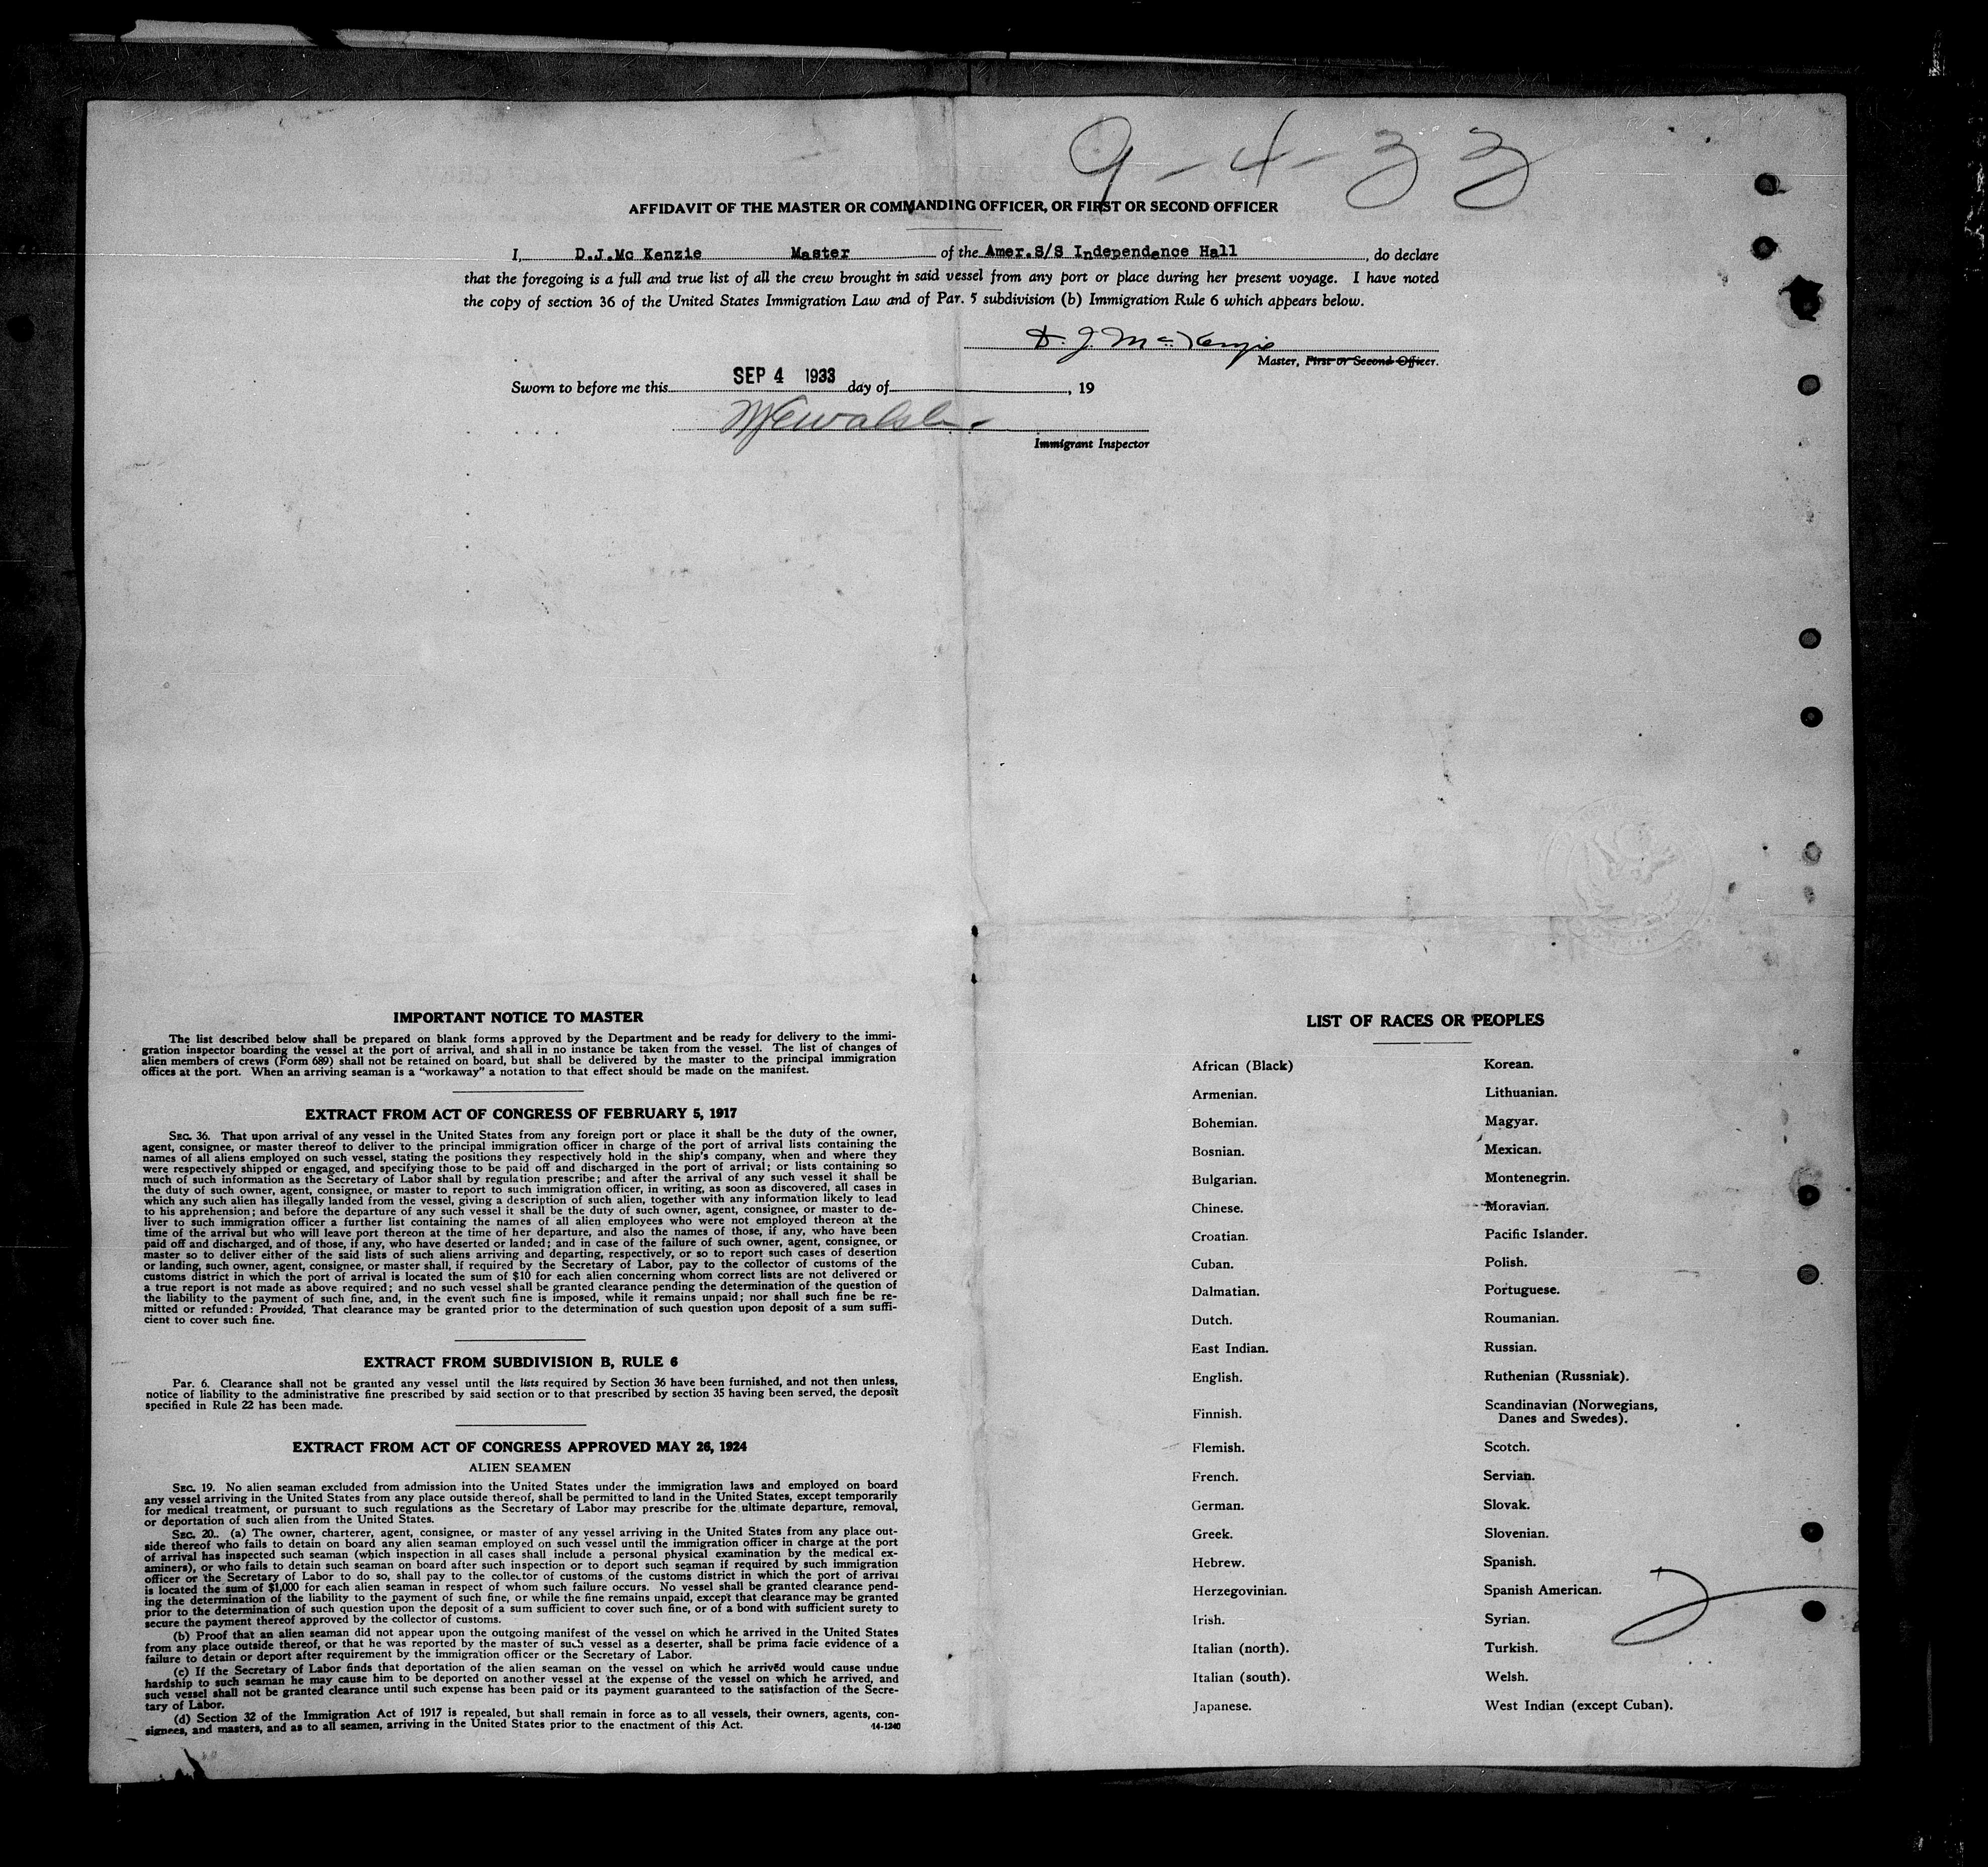 9-4-33
AFFIDAVIT OF THE MASTER OR COMMANDING OFFICER, OR FIRST OR SECOND OFFICER
I, D.J.Mc Kenzie Master of the Amer.S/S Independence Hall, do declare
that the foregoing is a full and true list of all the crew brought in said vessel from any port or place during her present voyage. I have noted
the copy of section 36 of the United States Immigration Law and of Par. 5 subdivision (b) Immigration Rule 6 which appears below.
D. J. McKenzie
Master, First or Second Officer.
Sworn to before me this SEP 4 1933 day of , 19
Immigrant Inspector
IMPORTANT NOTICE TO MASTER
The list described below shall be prepared on blank forms approved by the Department and be ready for delivery to the immi-
gration inspector boarding the vessel at the port of arrival, and shall in no instance be taken from the vessel. The list of changes of
alien members of crews (Form 689) shall not be retained on board, but shall be delivered by the master to the principal immigration
offices at the port. When an arriving seaman is a "workaway" a notation to that effect should be made on the manifest.
EXTRACT FROM ACT OF CONGRESS OF FEBRUARY 5, 1917
SEC. 36. That upon arrival of any vessel in the United States from any foreign port or place it shall be the duty of the owner,
agent, consignee, or master thereof to deliver to the principal immigration officer in charge of the port of arrival lists containing the
names of all aliens employed on such vessel, stating the positions they respectively hold in the ship's company, when and where they
were respectively shipped or engaged, and specifying those to be paid off and discharged in the port of arrival; or lists containing so
much of such information as the Secretary of Labor shall by regulation prescribe; and after the arrival of any such vessel it shall be
the duty of such owner, agent, consignee, or master to report to such immigration officer, in writing, as soon as discovered, all cases in
which any such alien has illegally landed from the vessel, giving a description of such alien, together with any information likely to lead
to his apprehension; and before the departure of any such vessel it shall be the duty of such owner, agent, consignee, or master to de-
liver to such immigration officer a further list containing the names of all alien employees who were not employed thereon at the
time of the arrival but who will leave port thereon at the time of her departure, and also the names of those, if any, who have been
paid off and discharged, and of those, if any, who have deserted or landed; and in case of the failure of such owner, agent, consignee, or
master so to deliver either of the said lists of such aliens arriving and departing, respectively, or so to report such cases of desertion
or landing, such owner, agent, consignee, or master shall, if required by the Secretary of Labor, pay to the collector of customs of the
customs district in which the port of arrival is located the sum of $10 for each alien concerning whom correct lists are not delivered or
a true report is not made as above required; and no such vessel shall be granted clearance pending the determination of the question of
the liability to the payment of such fine, and, in the event such fine is imposed, while it remains unpaid; nor shall such fine be re-
mitted or refunded: Provided, That clearance may be granted prior to the determination of such question upon deposit of a sum suffi-
cient to cover such fine.
EXTRACT FROM SUBDIVISION B, RULE 6
Par. 6. Clearance shall not be granted any vessel until the lists required by Section 36 have been furnished, and not then unless,
notice of liability to the administrative fine prescribed by said section or to that prescribed by section 35 having been served, the deposit
specified in Rule 22 has been made.
EXTRACT FROM ACT OF CONGRESS APPROVED MAY 26, 1924
ALIEN SEAMEN
SEC. 19. No alien seaman excluded from admission into the United States under the immigration laws and employed on board
any vessel arriving in the United States from any place outside thereof, shall be permitted to land in the United States, except temporarily
for medical treatment, or pursuant to such regulations as the Secretary of Labor may prescribe for the ultimate departure, removal,
or deportation of such alien from the United States.
SEC. 20.. (a) The owner, charterer, agent, consignee, or master of any vessel arriving in the United States from any place out-
side thereof who fails to detain on board any alien seaman employed on such vessel until the immigration officer in charge at the port
of arrival has inspected such seaman (which inspection in all cases shall include a personal physical examination by the medical ex-
aminers), or who fails to detain such seaman on board after such inspection or to deport such seaman if required by such immigration
officer or the Secretary of Labor to do so, shall pay to the collector of customs of the customs district in which the port of arrival
is located the sum of $1,000 for each alien seaman in respect of whom such failure occurs. No vessel shall be granted clearance pend-
ing the determination of the liability to the payment of such fine, or while the fine remains unpaid, except that clearance may be granted
prior to the determination of such question upon the deposit of a sum sufficient to cover such fine, or of a bond with sufficient surety to
secure the payment thereof approved by the collector of customs.
(b) Proof that an alien seaman did not appear upon the outgoing manifest of the vessel on which he arrived in the United States
from any place outside thereof, or that he was reported by the master of such vessel as a deserter, shall be prima facie evidence of a
failure to detain or deport after requirement by the immigration officer or the Secretary of Labor.
(c) If the Secretary of Labor finds that deportation of the alien seaman on the vessel on which he arrived would cause undue
hardship to such seaman he may cause him to be deported on another vessel at the expense of the vessel on which he arrived, and
such vessel shall not be granted clearance until such expense has been paid or its payment guaranteed to the satisfaction of the Secre-
tary of Labor.
(d) Section 32 of the Immigration Act of 1917 is repealed, but shall remain in force as to all vessels, their owners, agents, con-
signees, and masters, and as to all seamen, arriving in the United States prior to the enactment of this Act.
14-1240
LIST OF RACES OR PEOPLES
African (Black)
Armenian.
Bohemian.
Bosnian.
Bulgarian.
Chinese.
Croatian.
Cuban.
Dalmatian.
Dutch.
East Indian.
English.
Finnish.
Flemish.
French.
German.
Greek.
Hebrew.
Herzegovinian.
Irish.
Italian (north).
Italian (south).
Japanese.
Korean.
Lithuanian.
Magyar.
Mexican.
Montenegrin.
Moravian.
Pacific Islander.
Polish.
Portuguese.
Roumanian.
Russian.
Ruthenian (Russniak).
Scandinavian (Norwegians,
Danes and Swedes).
Scotch.
Servian.
Slovak.
Slovenian.
Spanish.
Spanish American.
Syrian.
Turkish.
Welsh.
West Indian (except Cuban).